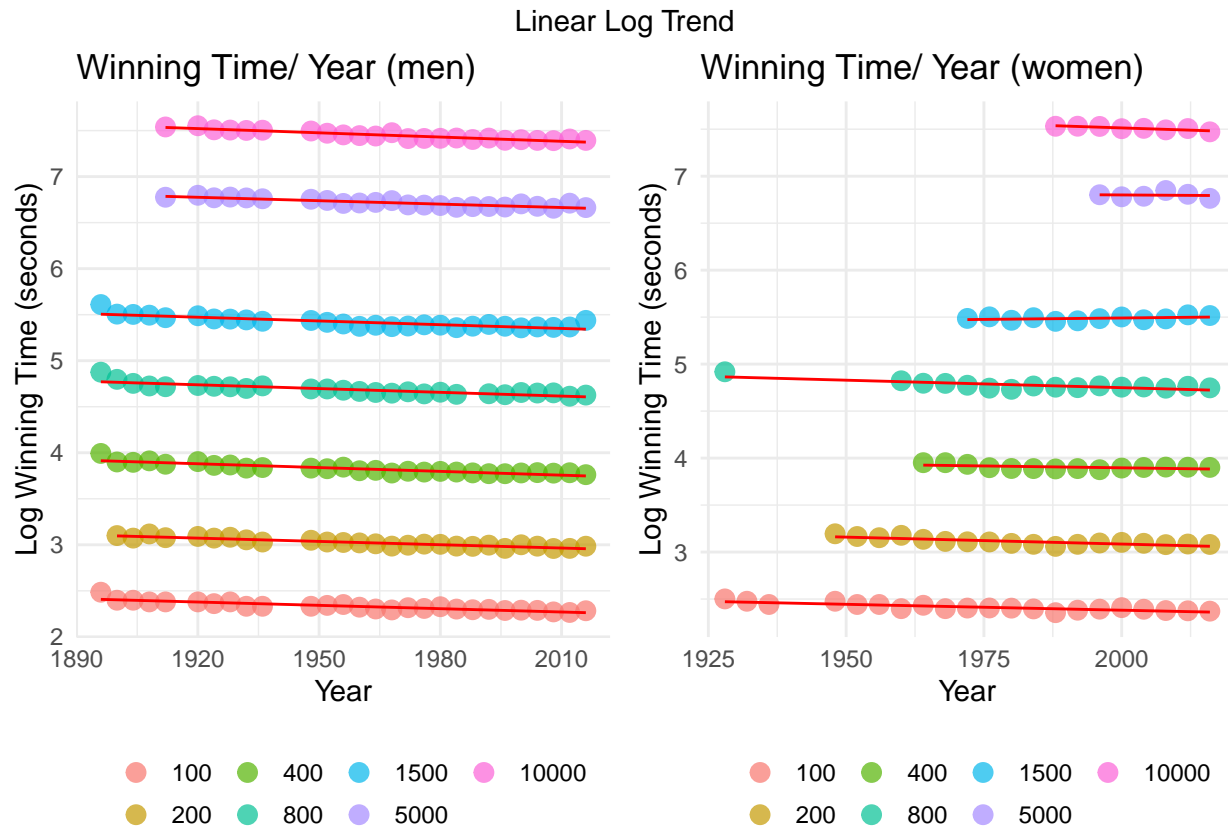 Linear Log Trend
Winning Time/ Year (men)
Log Winning Time (seconds)
7
6
5
4
3
2
1890 1920 1950 1980 2010
Year
100 400 1500 10000
200 800 5000
Winning Time/ Year (women)
Log Winning Time (seconds)
7
6
5
4
3
1925 1950 1975 2000
Year
100 400 1500 10000
200 800 5000